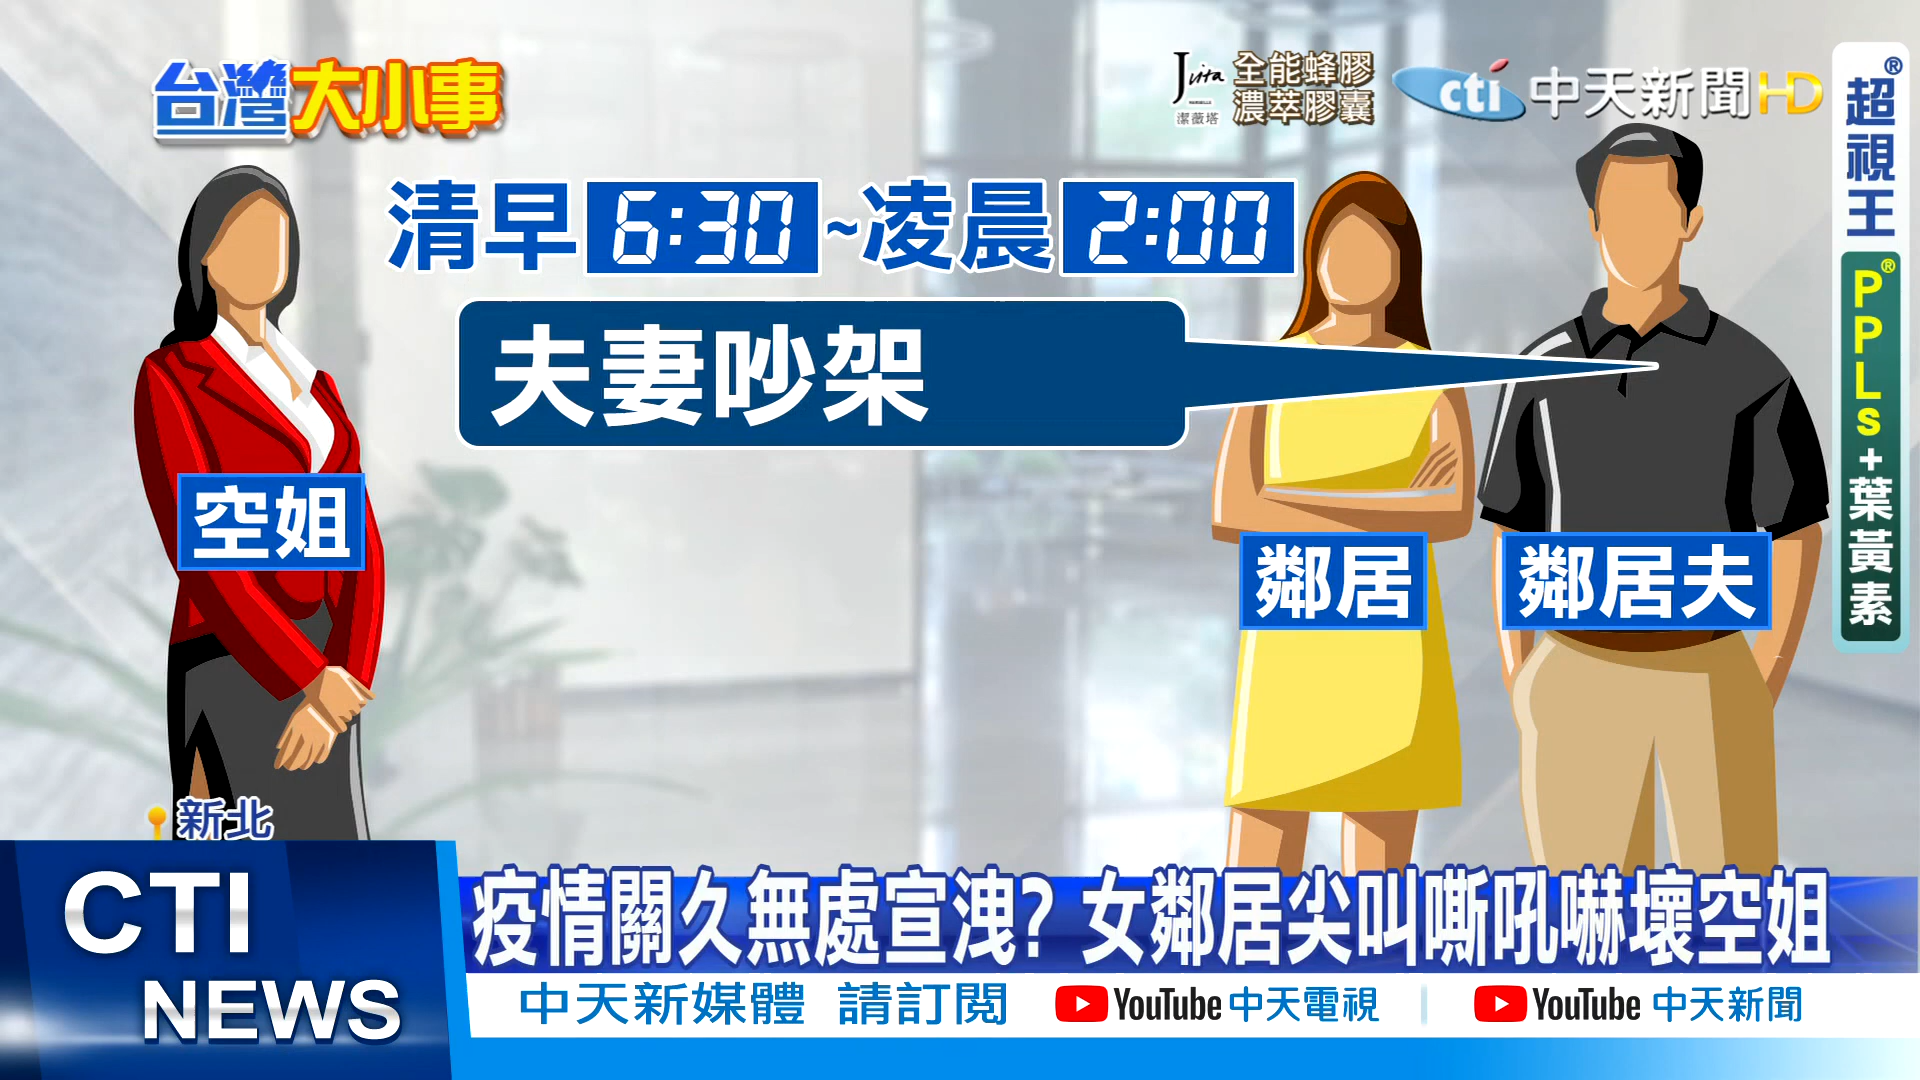 台灣大小事
Jvita
MARSEILLE
潔薇塔
全能蜂膠
濃萃膠囊
cti 中天新聞HD
超視王®
PPLs®+葉黃素
清早6:30~凌晨2:00
夫妻吵架
空姐
鄰居
鄰居夫
新北
CTI
NEWS
疫情關久無處宣洩? 女鄰居尖叫嘶吼嚇壞空姐
中天新媒體 請訂閱 YouTube 中天電視 | YouTube 中天新聞